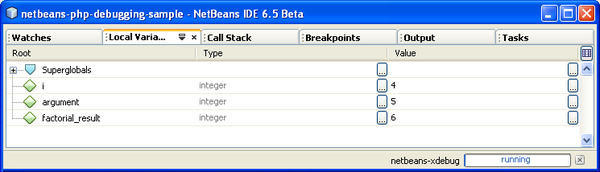 netbeans-php-debugging-sample - NetBeans IDE 6.5 Beta
Watches Local Varia... Call Stack Breakpoints Output Tasks
Root Type Value
Superglobals ... ...
i integer ... 4 ...
argument integer ... 5 ...
factorial_result integer ... 6 ...
netbeans-xdebug running